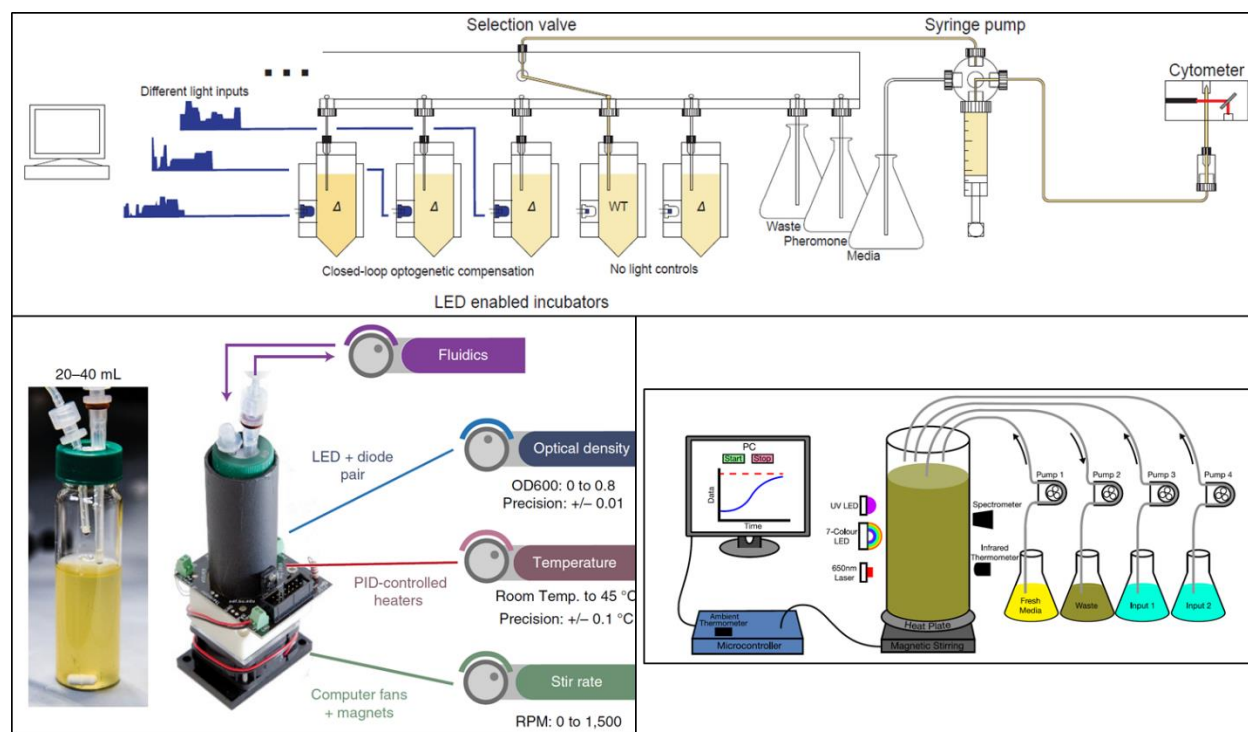 Selection valve
Syringe pump
Cytometer
Different light inputs
Δ
Δ
Δ
WT
Δ
Waste
Pheromone
Media
Closed-loop optogenetic compensation
No light controls
LED enabled incubators
20–40 mL
Fluidics
LED + diode
pair
Optical density
OD600: 0 to 0.8
Precision: +/– 0.01
PID-controlled
heaters
Temperature
Room Temp. to 45 °C
Precision: +/– 0.1 °C
Computer fans
+ magnets
Stir rate
RPM: 0 to 1,500
PC
Start
Stop
Data
Time
UV LED
7-Colour
LED
650nm
Laser
Spectrometer
Infrared
Thermometer
Pump 1
Pump 2
Pump 3
Pump 4
Fresh
Media
Waste
Input 1
Input 2
Heat Plate
Magnetic Stirring
Ambient
Thermometer
Microcontroller